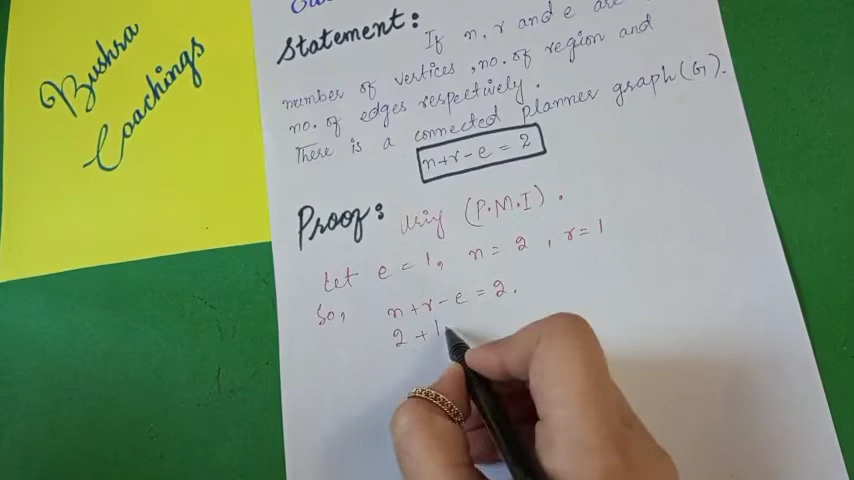 Bushra
Coachings
Statement:
If n, r and e are
number of vertices, no. of region and
no. of edges respectively.
There is a connected planner graph (G).
n+r-e = 2
Proof: Using (P.M.I).
Let e = 1, n = 2, r = 1
So, n+r-e = 2.
2 + 1